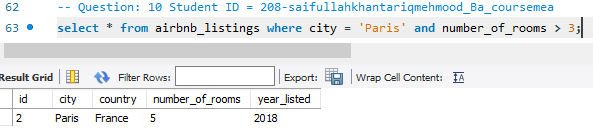 62 -- Question: 10 Student ID = 208-saifullahkhantariqmehmood_Ba_coursemea
63 select * from airbnb_listings where city = 'Paris' and number_of_rooms > 3;
Result Grid Filter Rows: Export: Wrap Cell Content:
id city country number_of_rooms year_listed
2 Paris France 5 2018